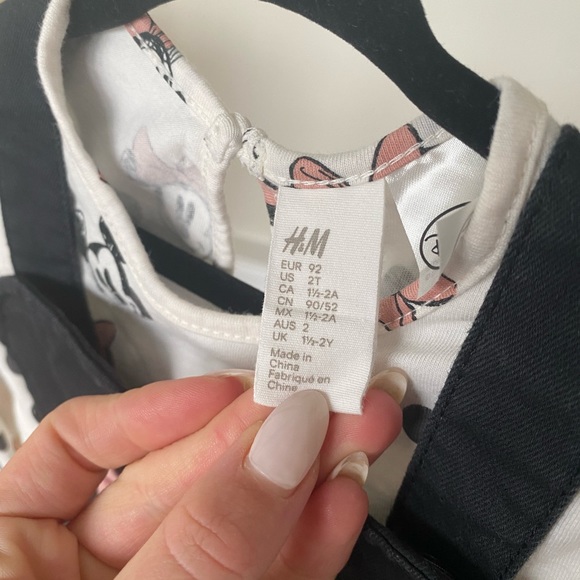 H&M
EUR 92
US 2T
CA 1½-2A
CN 90/52
MX 1½-2A
AUS 2
UK 1½-2Y
Made in
China
Fabriqué en
Chine